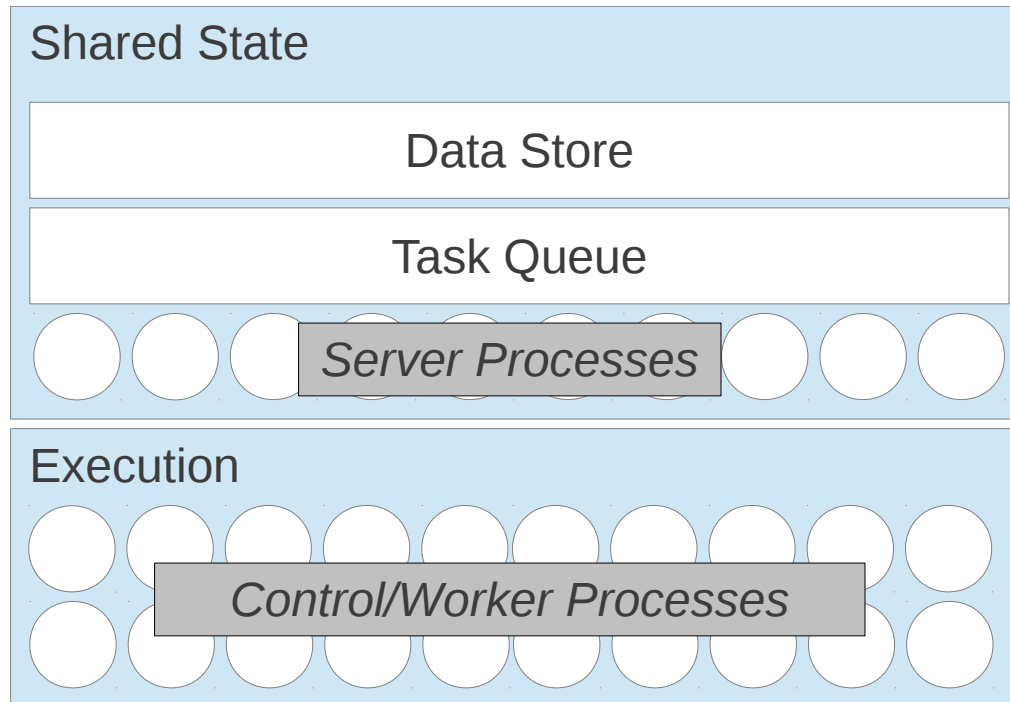 Shared State
Data Store
Task Queue
Server Processes
Execution
Control/Worker Processes